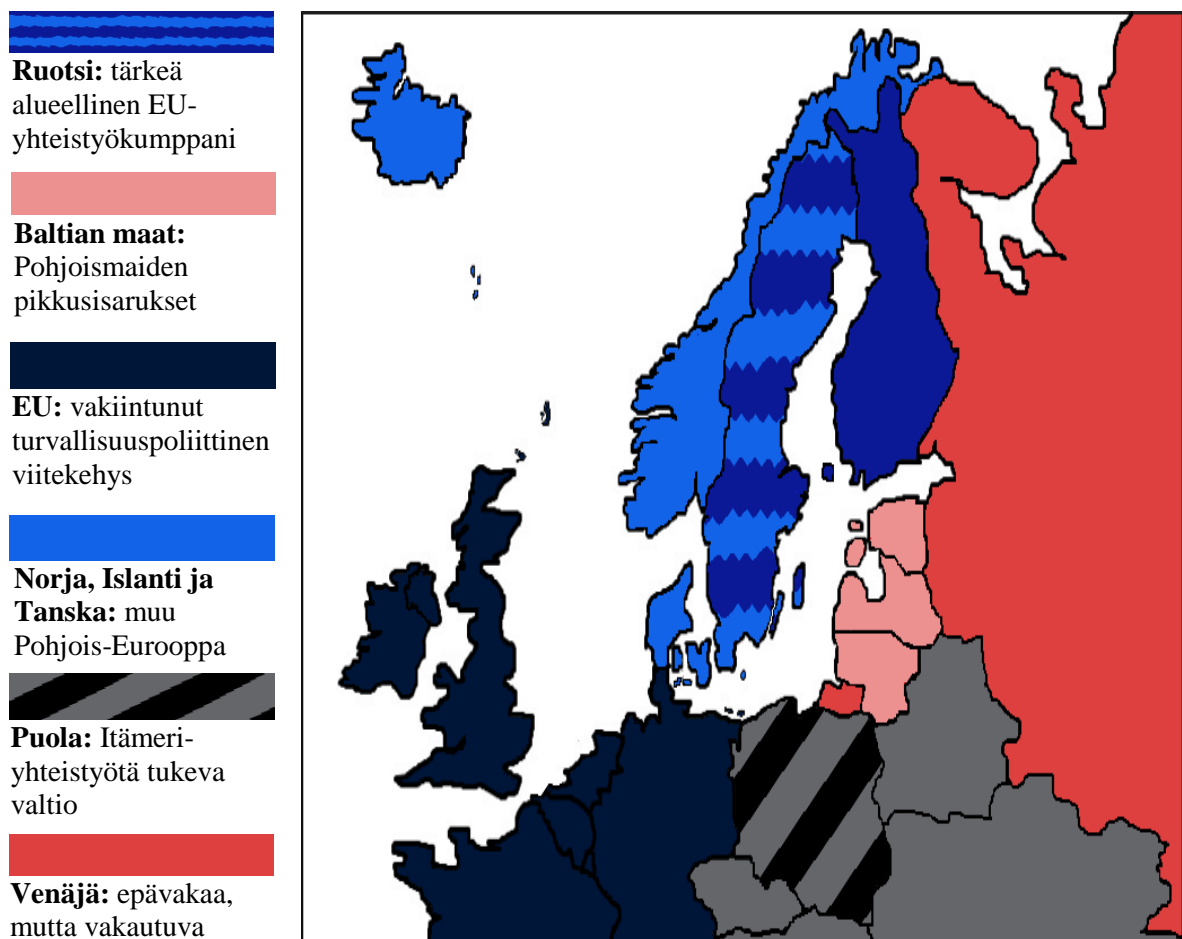 Ruotsi: tärkeä
alueellinen EU-
yhteistyökumppani
Baltian maat:
Pohjoismaiden
pikkusisarukset
EU: vakiintunut
turvallisuuspoliittinen
viitekehys
Norja, Islanti ja
Tanska: muu
Pohjois-Eurooppa
Puola: Itämeri-
yhteistyötä tukeva
valtio
Venäjä: epävakaa,
mutta vakautuva